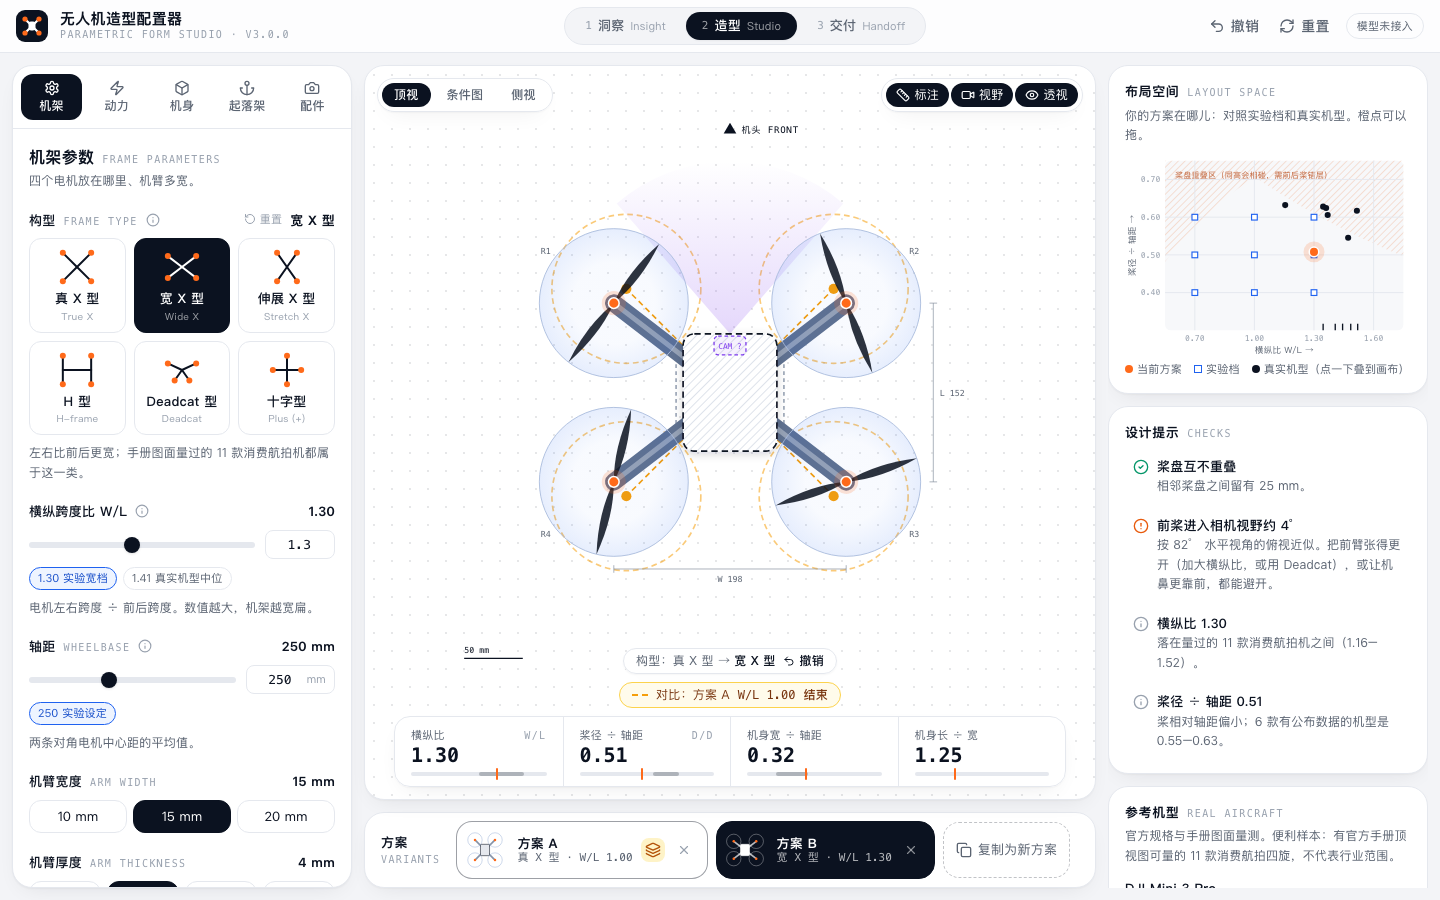 无人机造型配置器
PARAMETRIC FORM STUDIO · V3.0.0
1 洞察 Insight
2 造型 Studio
3 交付 Handoff
撤销
重置
模型未接入
机架
动力
机身
起落架
配件
机架参数 FRAME PARAMETERS
四个电机放在哪里、机臂多宽。
构型 FRAME TYPE
重置 宽 X 型
真 X 型
True X
宽 X 型
Wide X
伸展 X 型
Stretch X
H 型
H-frame
Deadcat 型
Deadcat
十字型
Plus (+)
左右比前后更宽；手册图面量过的 11 款消费航拍机都属
于这一类。
横纵跨度比 W/L
1.30
1.3
1.30 实验宽档
1.41 真实机型中位
电机左右跨度 ÷ 前后跨度。数值越大，机架越宽扁。
轴距 WHEELBASE
250 mm
250 mm
250 实验设定
两条对角电机中心距的平均值。
机臂宽度 ARM WIDTH
15 mm
10 mm
15 mm
20 mm
机臂厚度 ARM THICKNESS
4 mm
顶视
条件图
侧视
标注
视野
透视
▲ 机头 FRONT
R1
R2
CAM ?
L 152
R4
R3
W 198
50 mm
构型：真 X 型 → 宽 X 型 撤销
对比：方案 A W/L 1.00 结束
横纵比 W/L
1.30
桨径 ÷ 轴距 D/D
0.51
机身宽 ÷ 轴距
0.32
机身长 ÷ 宽
1.25
方案
VARIANTS
方案 A
真 X 型 · W/L 1.00
方案 B
宽 X 型 · W/L 1.30
复制为新方案
布局空间 LAYOUT SPACE
你的方案在哪儿：对照实验档和真实机型。橙点可以
拖。
桨盘重叠区（同高会相碰，需前后桨错层）
0.70
0.60
0.50
0.40
桨径 ÷ 轴距 →
0.70
1.00
1.30
1.60
横纵比 W/L →
当前方案
实验档
真实机型（点一下叠到画布）
设计提示 CHECKS
桨盘互不重叠
相邻桨盘之间留有 25 mm。
前桨进入相机视野约 4°
按 82° 水平视角的俯视近似。把前臂张得更
开（加大横纵比，或用 Deadcat），或让机
鼻更靠前，都能避开。
横纵比 1.30
落在量过的 11 款消费航拍机之间（1.16–
1.52）。
桨径 ÷ 轴距 0.51
桨相对轴距偏小；6 款有公布数据的机型是
0.55–0.63。
参考机型 REAL AIRCRAFT
官方规格与手册图面量测。便利样本：有官方手册顶
视图可量的 11 款消费航拍四旋，不代表行业范围。
DJI Mini 3 Pro